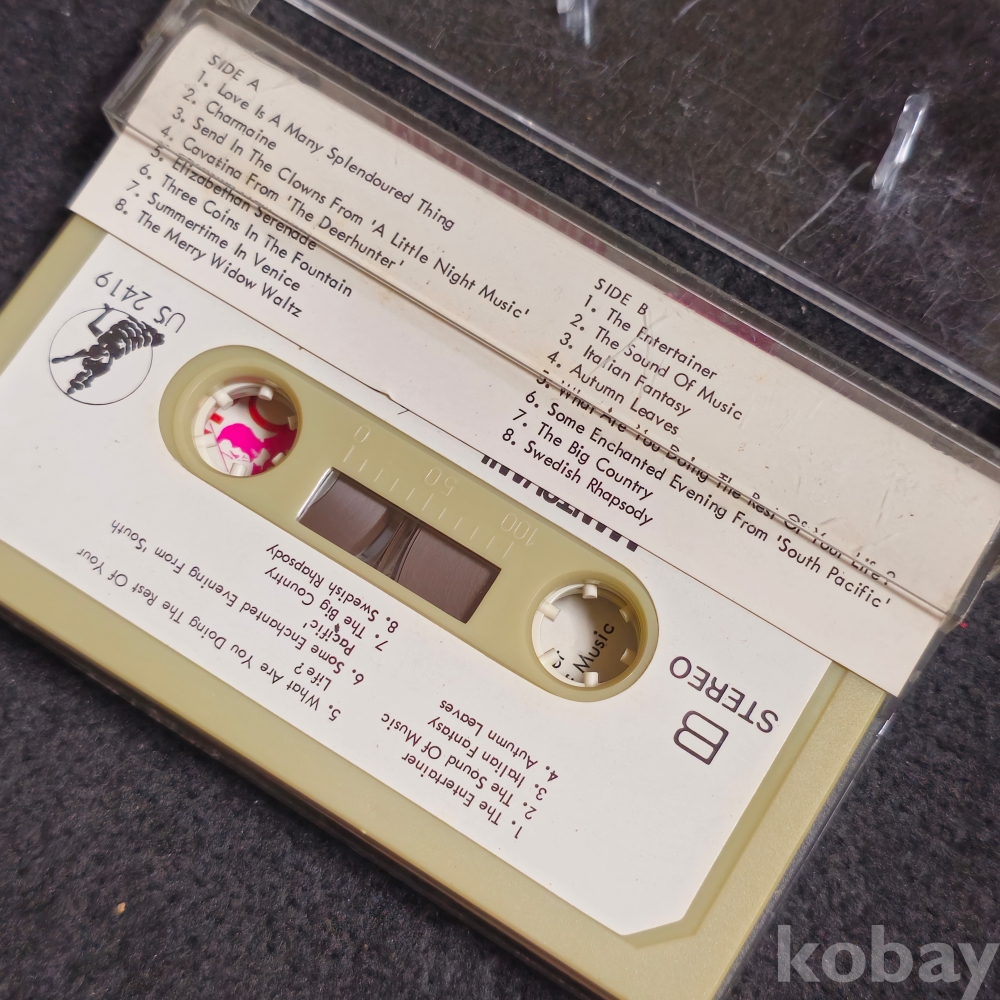 SIDE A
1. Love Is A Many Splendoured Thing
2. Charmaine
3. Send In The Clowns From 'A Little Night Music'
4. Cavatina From 'The Deerhunter'
5. Elizabethan Serenade
6. Three Coins In The Fountain
7. Summertime In Venice
8. The Merry Widow Waltz
SIDE B
1. The Entertainer
2. The Sound Of Music
3. Italian Fantasy
4. Autumn Leaves
5. What Are You Doing The Rest Of Your Life?
6. Some Enchanted Evening From 'South Pacific'
7. The Big Country
8. Swedish Rhapsody
US 2419
0 50 100
Music
B
STEREO
1. The Entertainer
2. The Sound Of Music
3. Italian Fantasy
4. Autumn Leaves
5. What Are You Doing The Rest Of Your
Life?
6. Some Enchanted Evening From 'South
Pacific'
7. The Big Country
8. Swedish Rhapsody
kobay